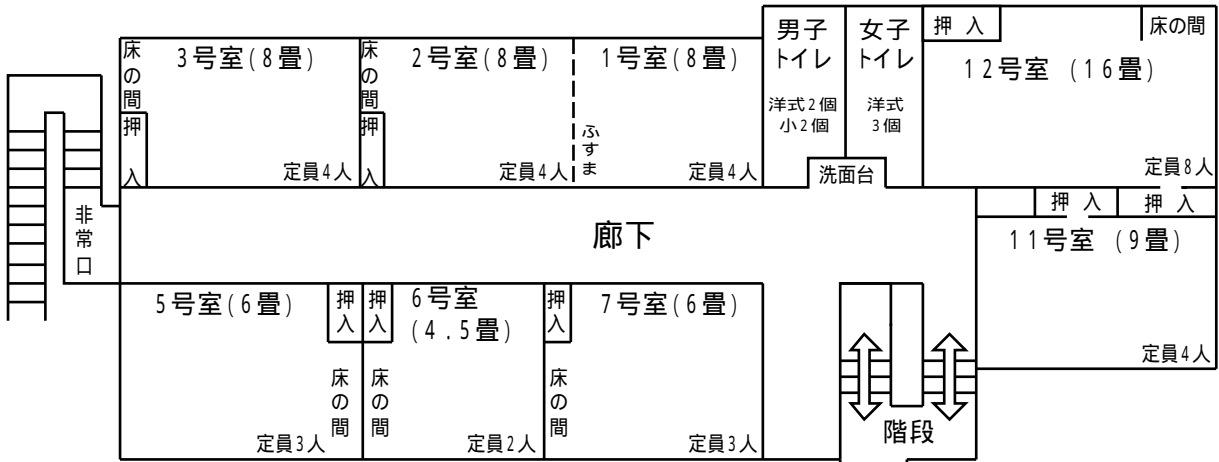 床の間
押入
3号室(8畳)
定員4人
床の間
押入
2号室(8畳)
定員4人
ふすま
1号室(8畳)
定員4人
男子
トイレ
洋式2個
小2個
女子
トイレ
洋式
3個
洗面台
押 入
床の間
12号室 (16畳)
定員8人
押 入
押 入
11号室 (9畳)
定員4人
非常口
廊下
5号室(6畳)
押入
床の間
定員3人
押入
6号室
(4.5畳)
床の間
定員2人
押入
7号室(6畳)
床の間
定員3人
階段